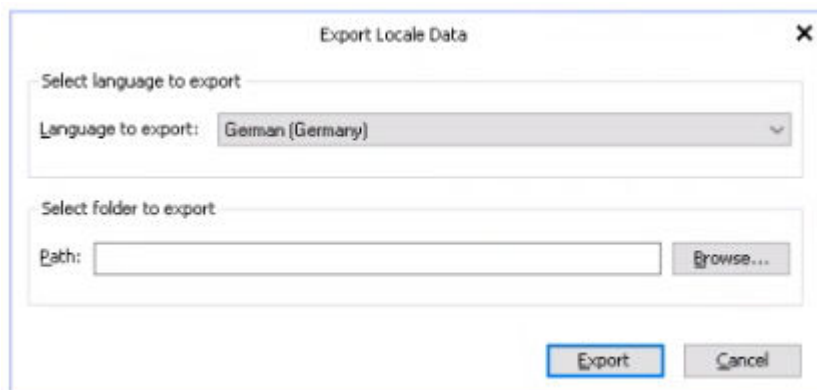 Export Locale Data
Select language to export
Language to export: German (Germany)
Select folder to export
Path: Browse...
Export Cancel